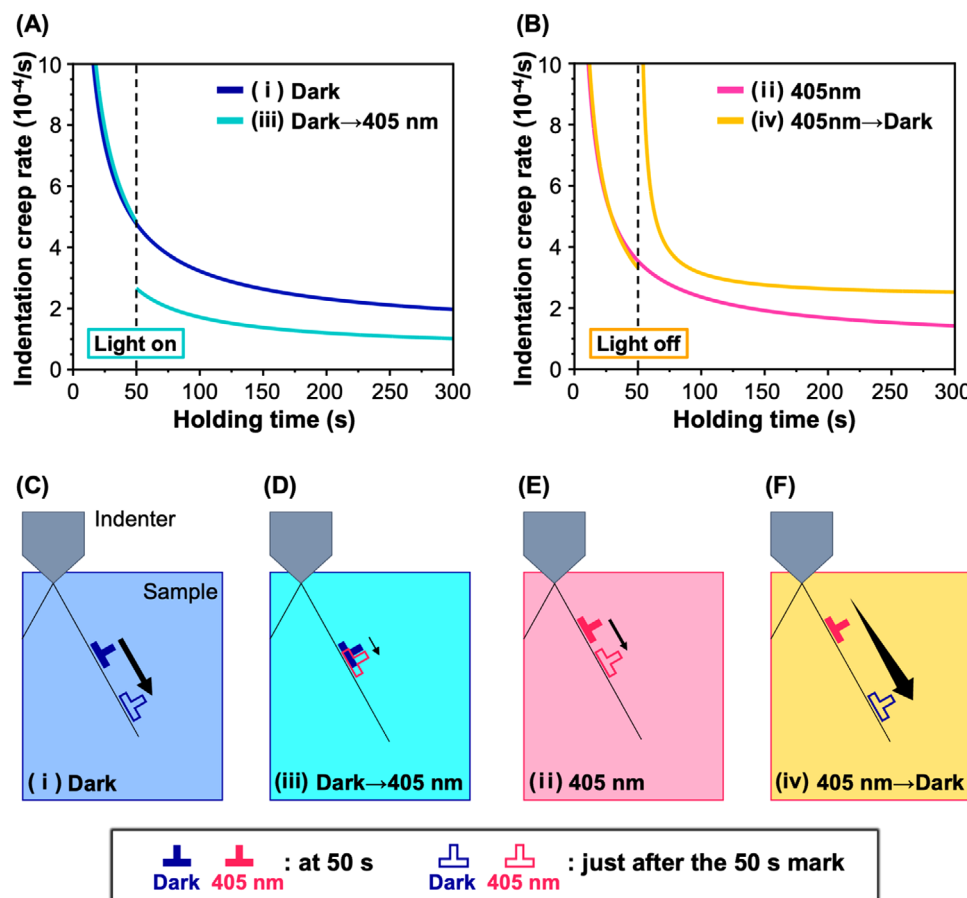 (A)
Indentation creep rate (10⁻⁴/s)
10
8
6
4
2
0
(i) Dark
(iii) Dark→405 nm
Light on
0 50 100 150 200 250 300
Holding time (s)
(B)
Indentation creep rate (10⁻⁴/s)
10
8
6
4
2
0
(ii) 405nm
(iv) 405nm→Dark
Light off
0 50 100 150 200 250 300
Holding time (s)
(C)
Indenter
Sample
(i) Dark
(D)
(iii) Dark→405 nm
(E)
(ii) 405 nm
(F)
(iv) 405 nm→Dark
Dark 405 nm : at 50 s
Dark 405 nm : just after the 50 s mark